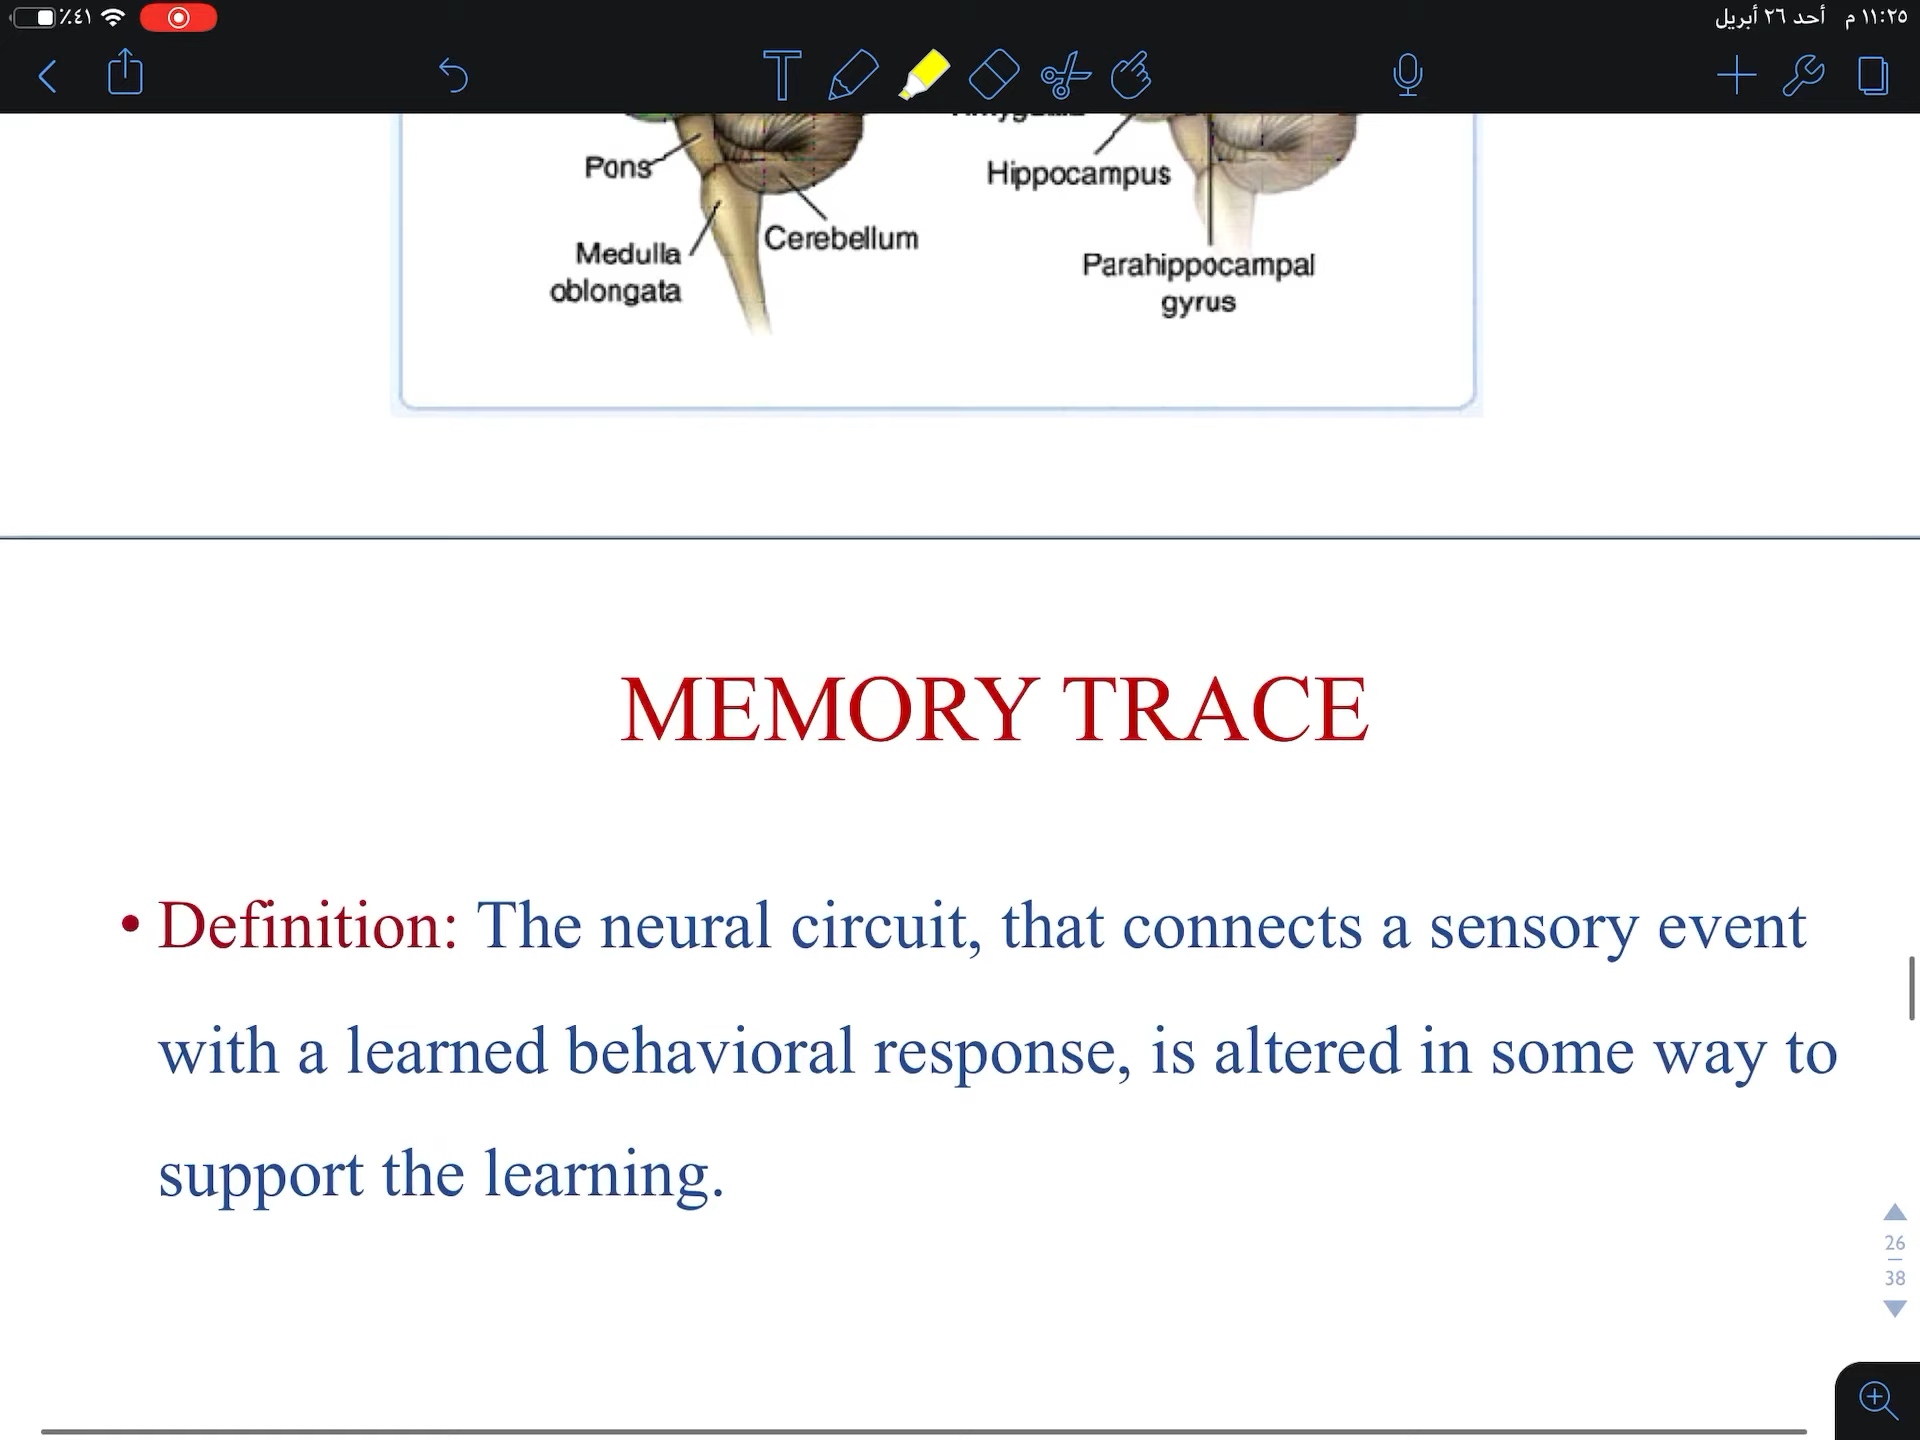 ٪٤١
أحد ٢٦ أبريل ١١:٢٥ م
Pons
Medulla
oblongata
Cerebellum
Hippocampus
Parahippocampal
gyrus
MEMORY TRACE
• Definition: The neural circuit, that connects a sensory event
with a learned behavioral response, is altered in some way to
support the learning.
26
38